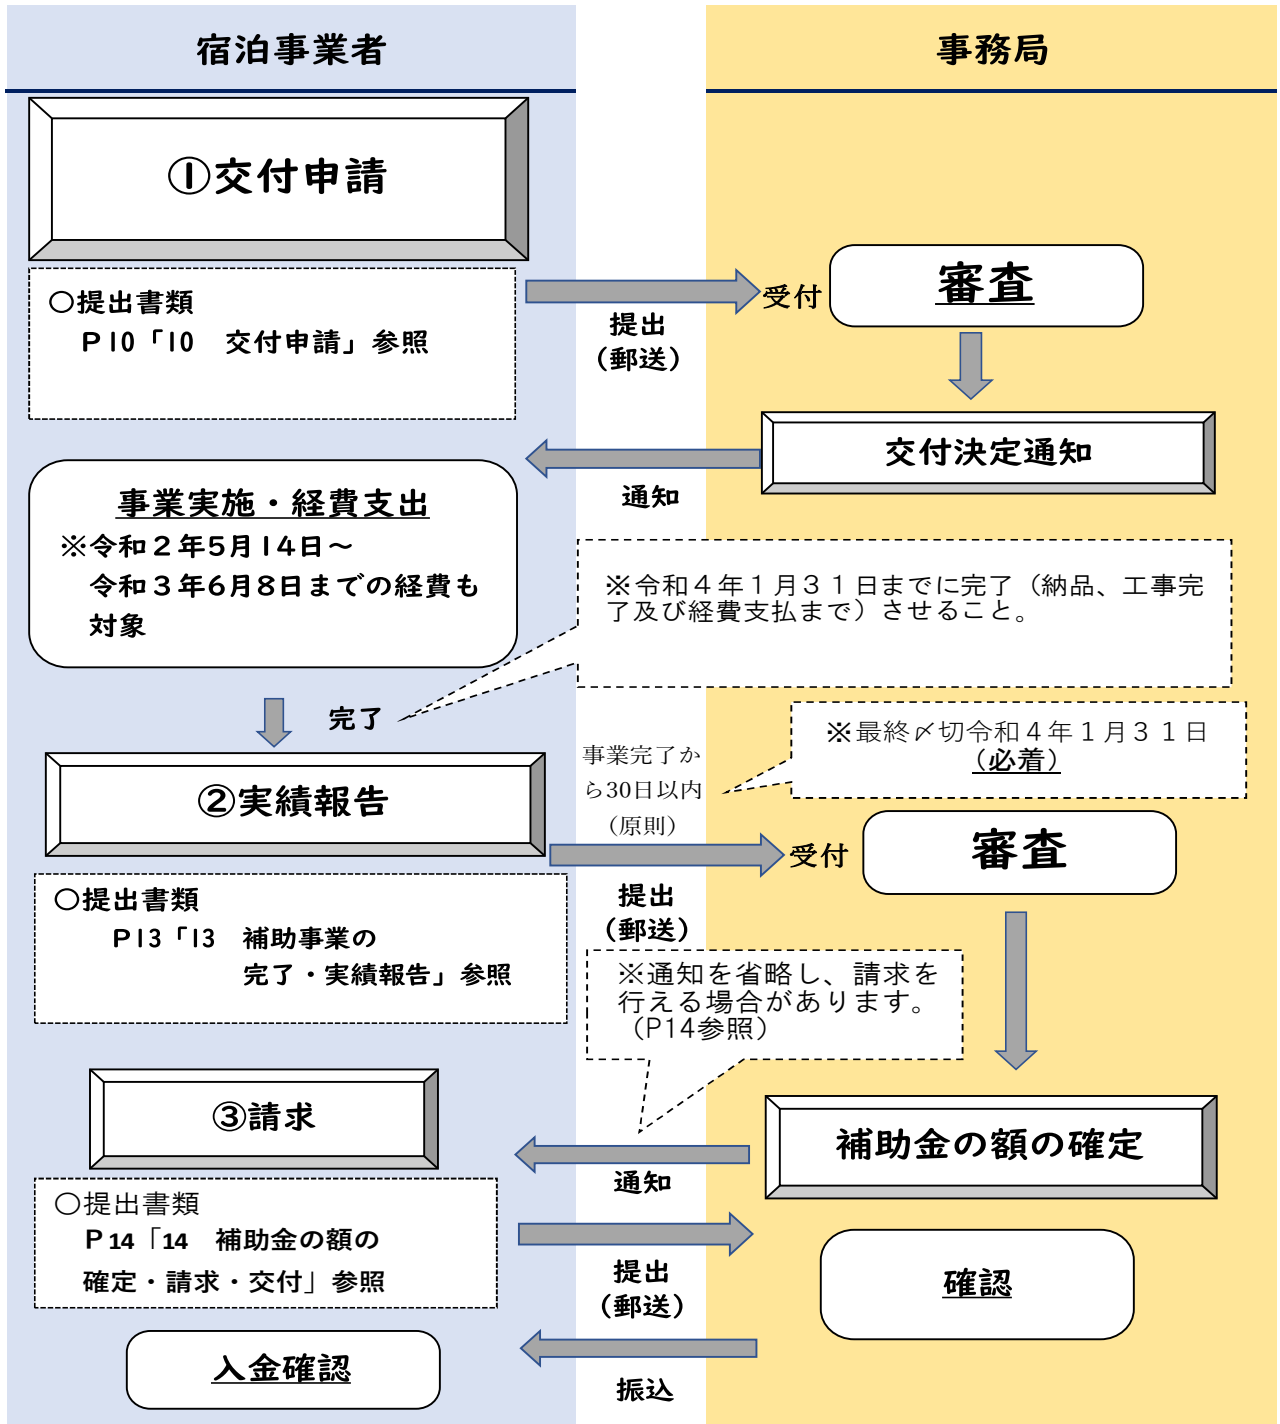 宿泊事業者
事務局
①交付申請
〇提出書類
P10「10　交付申請」参照
提出
（郵送）
受付
審査
交付決定通知
通知
事業実施・経費支出
※令和２年5月14日～
令和３年6月8日までの経費も
対象
※令和４年１月３１日までに完了（納品、工事完
了及び経費支払まで）させること。
完了
※最終〆切令和４年１月３１日
（必着）
事業完了か
ら30日以内
（原則）
②実績報告
提出
（郵送）
受付
審査
〇提出書類
P13「13　補助事業の
完了・実績報告」参照
※通知を省略し、請求を
行える場合があります。
（P14参照）
③請求
補助金の額の確定
通知
〇提出書類
P14「14　補助金の額の
確定・請求・交付」参照
提出
（郵送）
確認
入金確認
振込